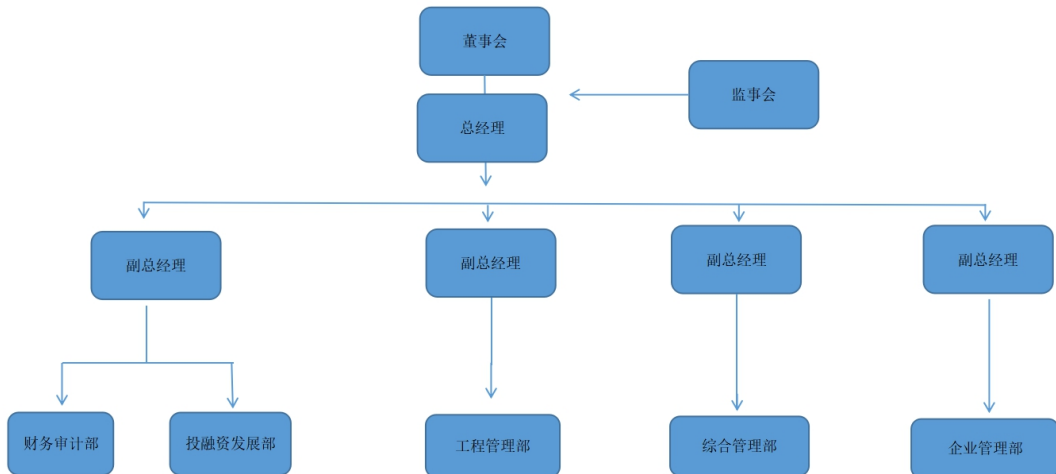 董事会
监事会
总经理
副总经理
副总经理
副总经理
副总经理
财务审计部
投融资发展部
工程管理部
综合管理部
企业管理部